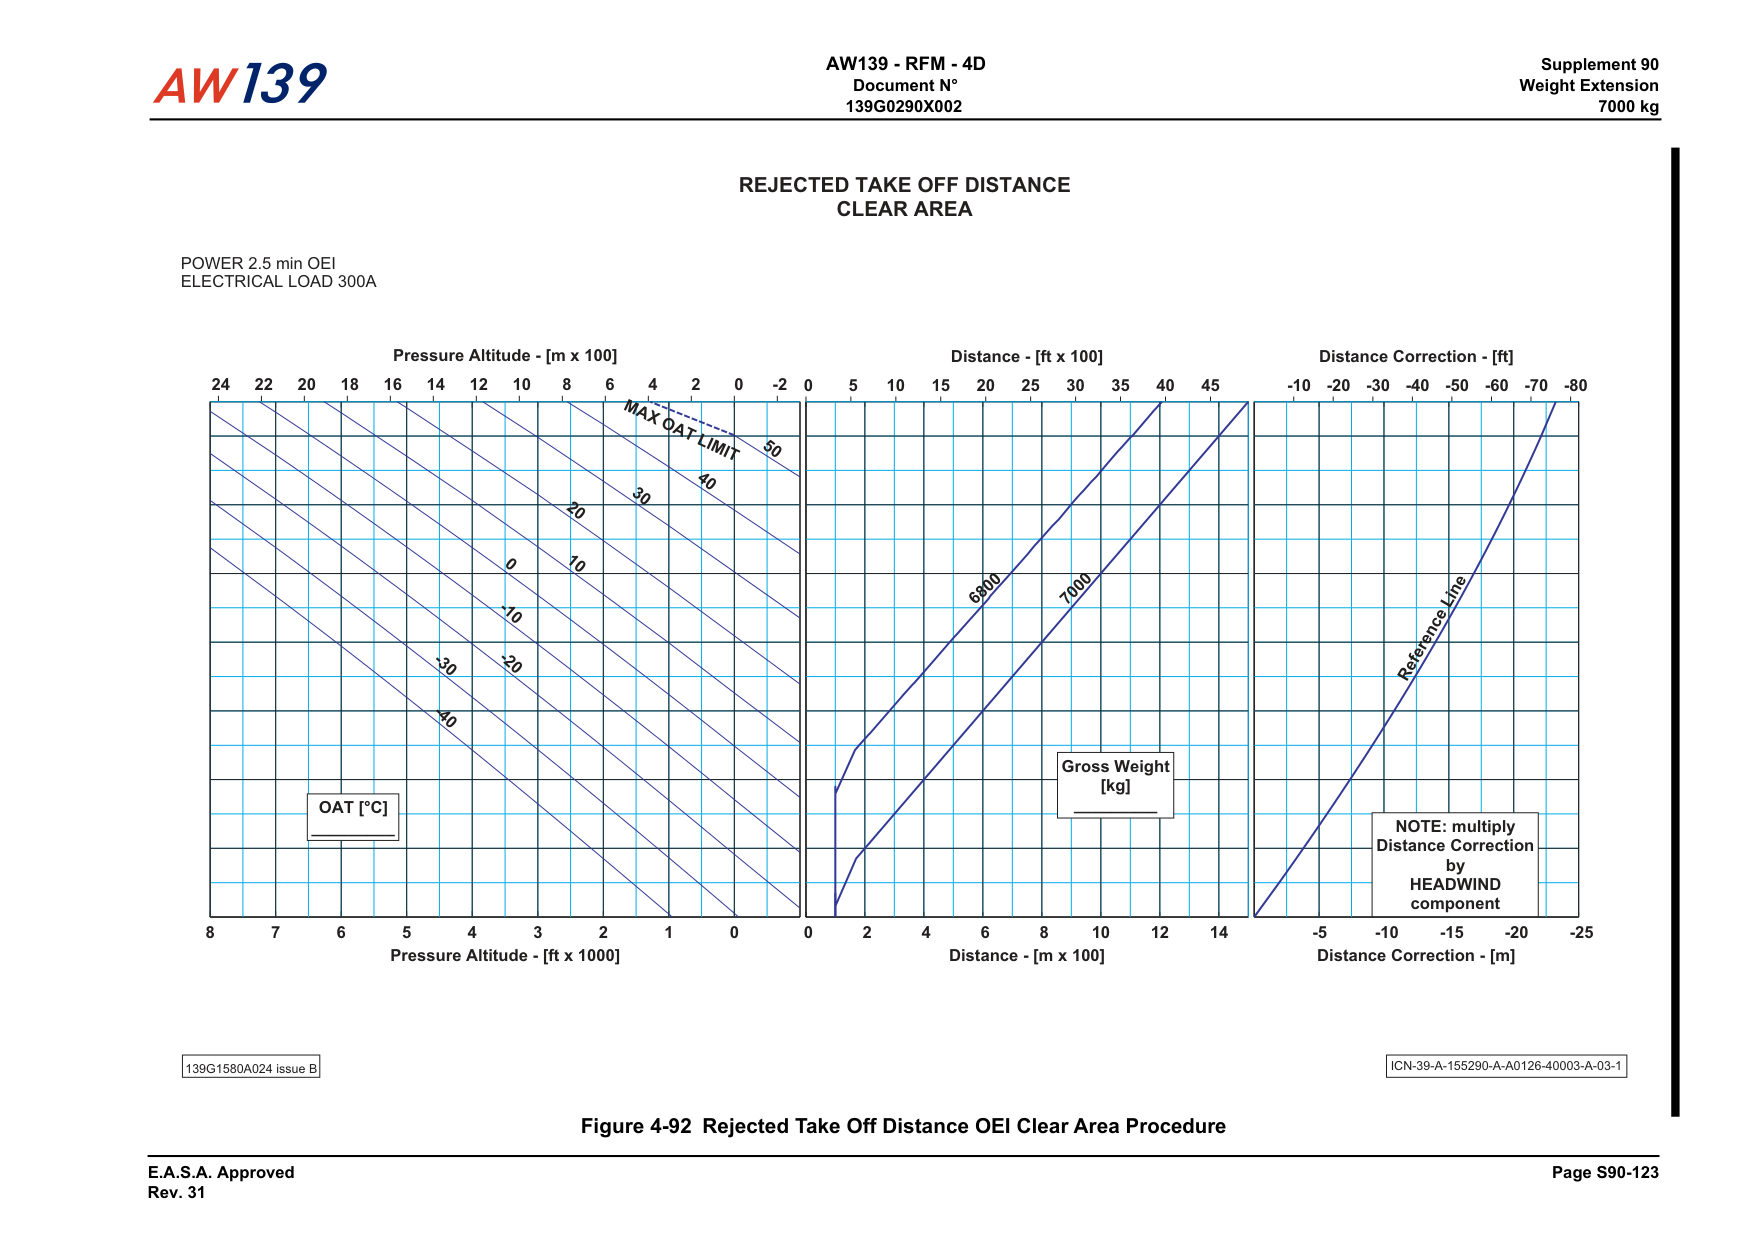 AW139
AW139 - RFM - 4D
Document N°
139G0290X002
Supplement 90
Weight Extension
7000 kg
REJECTED TAKE OFF DISTANCE
CLEAR AREA
POWER 2.5 min OEI
ELECTRICAL LOAD 300A
Pressure Altitude - [m x 100]
24 22 20 18 16 14 12 10 8 6 4 2 0 -2
Distance - [ft x 100]
0 5 10 15 20 25 30 35 40 45
Distance Correction - [ft]
-10 -20 -30 -40 -50 -60 -70 -80
MAX OAT LIMIT
50
40
30
20
10
0
-10
-20
-30
-40
OAT [°C]
8 7 6 5 4 3 2 1 0
Pressure Altitude - [ft x 1000]
6800
7000
Gross Weight
[kg]
0 2 4 6 8 10 12 14
Distance - [m x 100]
Reference Line
NOTE: multiply
Distance Correction
by
HEADWIND
component
-5 -10 -15 -20 -25
Distance Correction - [m]
139G1580A024 issue B
ICN-39-A-155290-A-A0126-40003-A-03-1
Figure 4-92 Rejected Take Off Distance OEI Clear Area Procedure
E.A.S.A. Approved
Rev. 31
Page S90-123